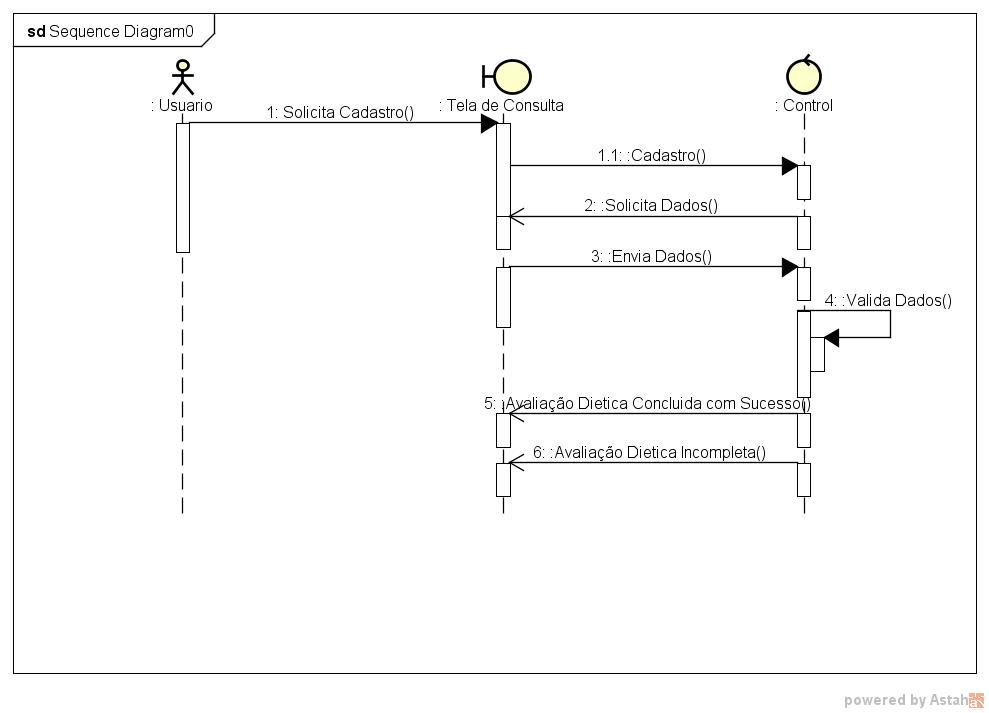 sd Sequence Diagram0
: Usuario
: Tela de Consulta
: Control
1: Solicita Cadastro()
1.1: :Cadastro()
2: :Solicita Dados()
3: :Envia Dados()
4: :Valida Dados()
5: :Avaliação Dietica Concluida com Sucesso()
6: :Avaliação Dietica Incompleta()
powered by Astah